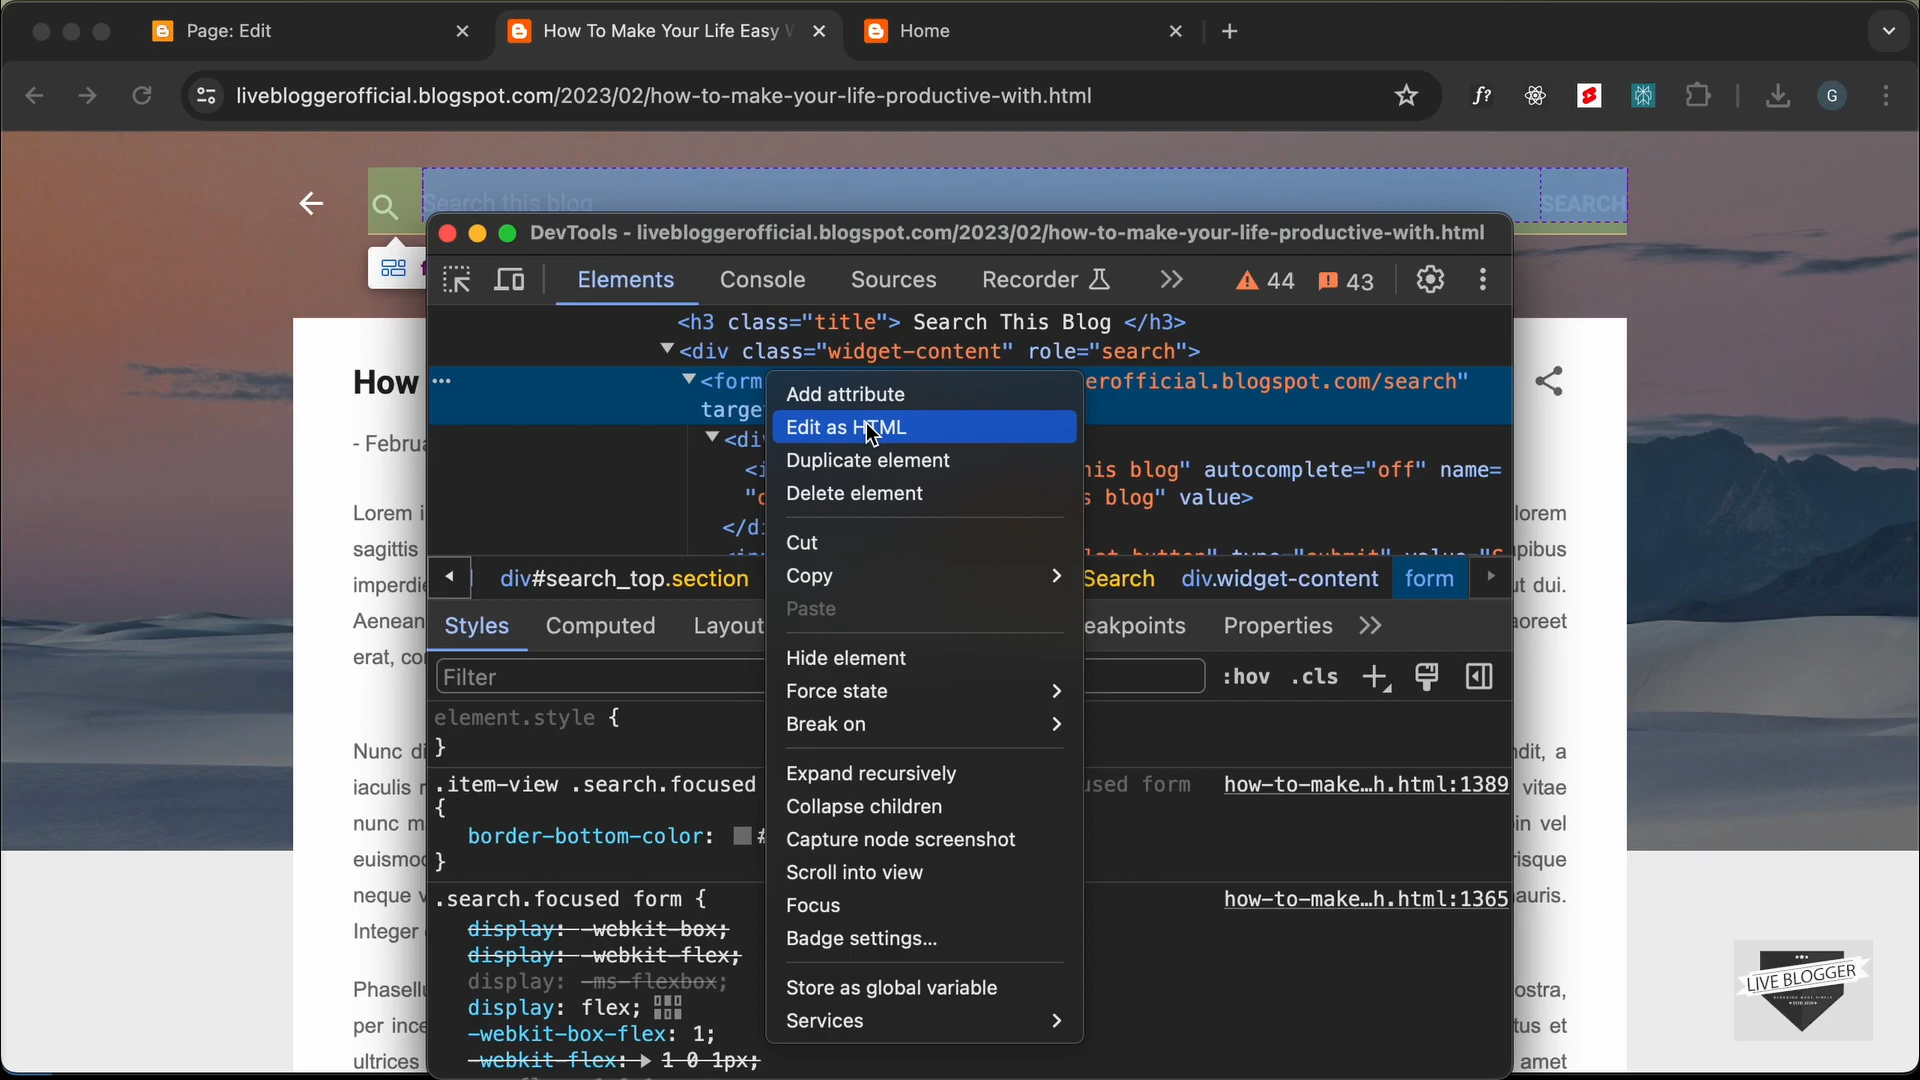 Page: Edit
How To Make Your Life Easy
Home
livebloggerofficial.blogspot.com/2023/02/how-to-make-your-life-productive-with.html
f?
G
Search this blog
SEARCH
DevTools - livebloggerofficial.blogspot.com/2023/02/how-to-make-your-life-productive-with.html
Elements
Console
Sources
Recorder
44
43
<h3 class="title"> Search This Blog </h3>
<div class="widget-content" role="search">
<form erofficial.blogspot.com/search"
targe
<div
his blog" autocomplete="off" name=
s blog" value>
</di
Add attribute
Edit as HTML
Duplicate element
Delete element
Cut
Copy
Paste
Hide element
Force state
Break on
Expand recursively
Collapse children
Capture node screenshot
Scroll into view
Focus
Badge settings...
Store as global variable
Services
div#search_top.section
Search
div.widget-content
form
Styles
Computed
Layout
eakpoints
Properties
Filter
:hov
.cls
element.style {
}
.item-view .search.focused used form
how-to-make…h.html:1389
{
border-bottom-color: #
}
.search.focused form {
how-to-make…h.html:1365
display: -webkit-box;
display: -webkit-flex;
display: -ms-flexbox;
display: flex;
-webkit-box-flex: 1;
-webkit-flex: 1 0 1px;
How
- Februa
Lorem i
sagittis
imperdie
Aenean
erat, co
Nunc di
iaculis r
nunc m
euismo
neque v
Integer
Phasellu
per ince
ultrices
lorem
apibus
ut dui.
aoreet
ndit, a
vitae
oin vel
risque
auris.
ostra,
tus et
amet
LIVE BLOGGER